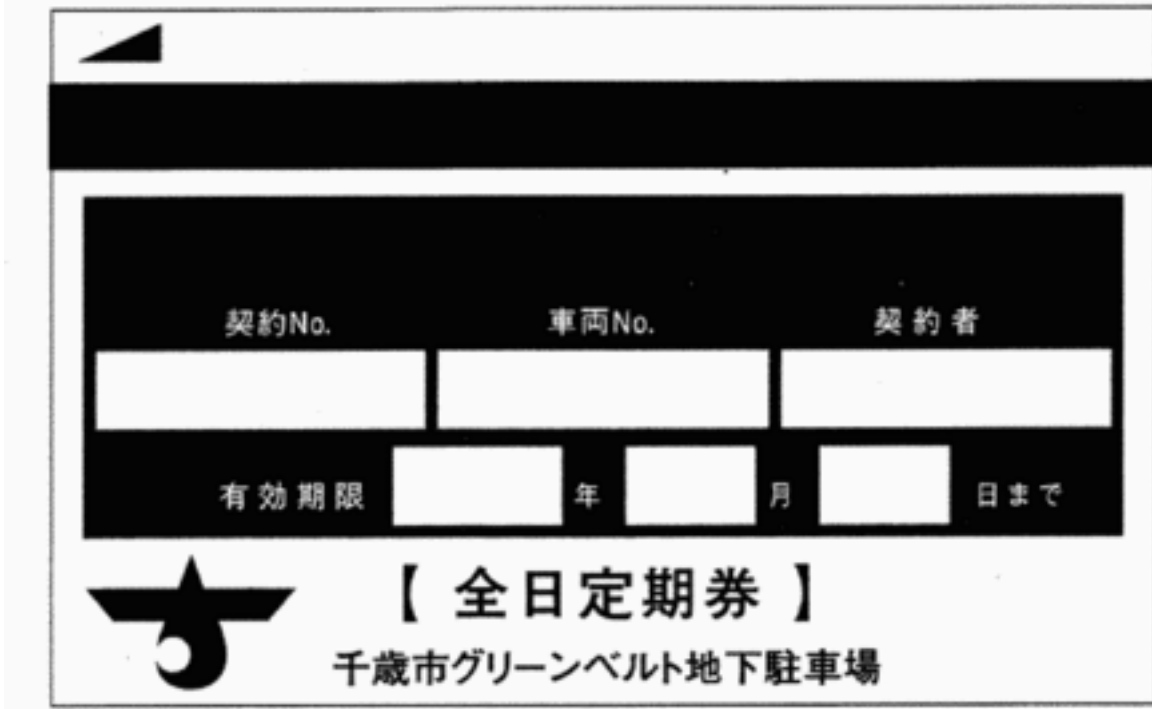 契約No. 車両No. 契約者
有効期限 年 月 日まで
【 全日定期券 】
千歳市グリーンベルト地下駐車場